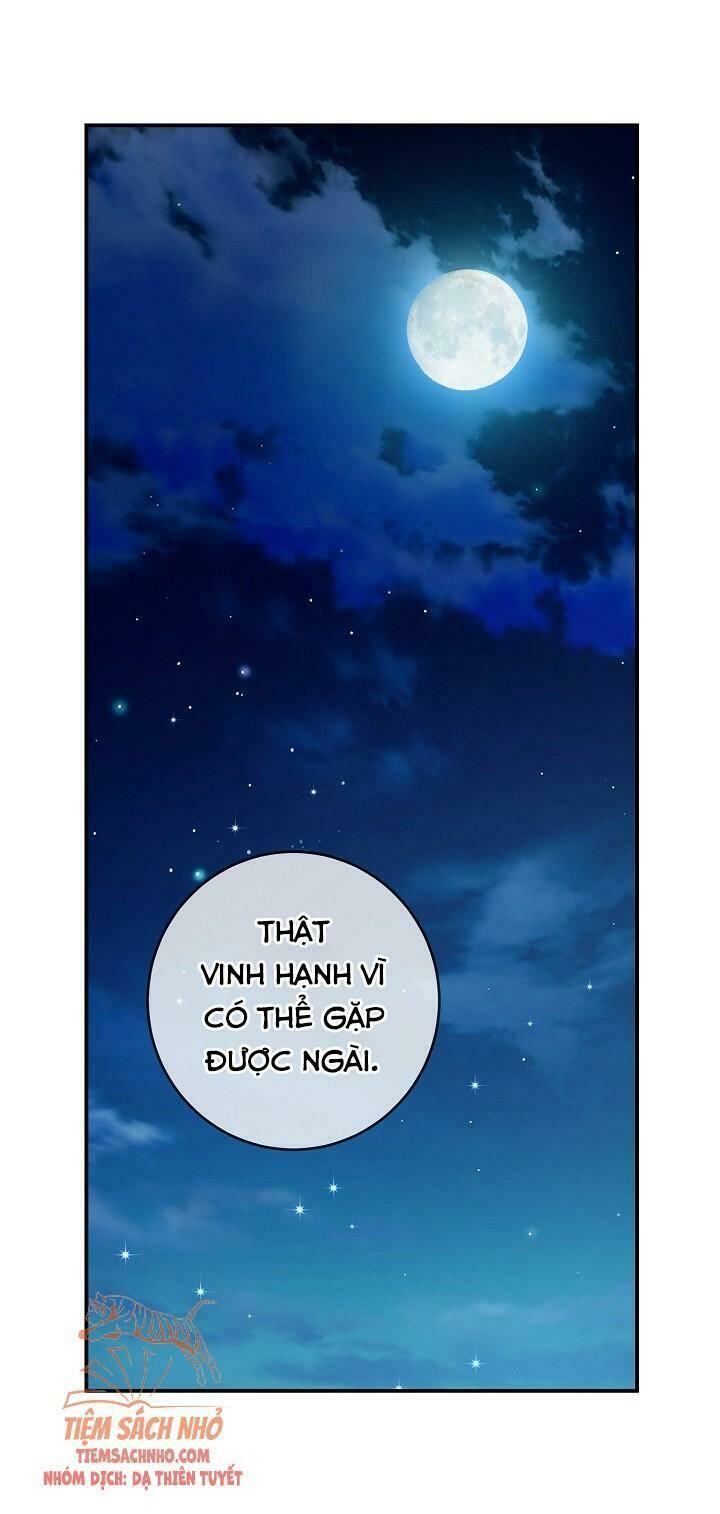 THẬT
VINH HẠNH VÌ
CÓ THỂ GẶP
ĐƯỢC NGÀI.
TIỆM SÁCH NHỎ
TIEMSACHNHO.COM
NHÓM DỊCH: DẠ THIÊN TUYẾT